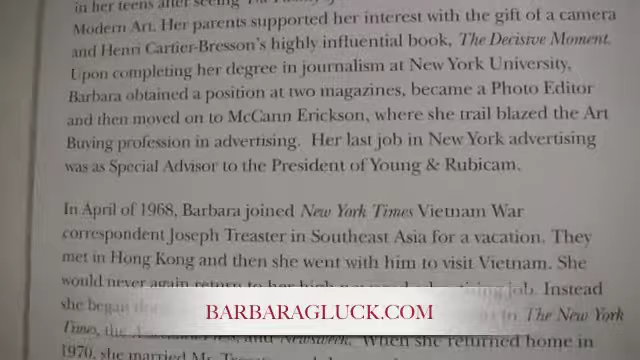 in her teens after seeing The Family of
Modern Art. Her parents supported her interest with the gift of a camera
and Henri Cartier-Bresson's highly influential book, The Decisive Moment.
Upon completing her degree in journalism at New York University,
Barbara obtained a position at two magazines, became a Photo Editor
and then moved on to McCann Erickson, where she trail blazed the Art
Buying profession in advertising. Her last job in New York advertising
was as Special Advisor to the President of Young & Rubicam.
In April of 1968, Barbara joined New York Times Vietnam War
correspondent Joseph Treaster in Southeast Asia for a vacation. They
met in Hong Kong and then she went with him to visit Vietnam. She
would never again return to her high advertising job. Instead
she began to The New York
BARBARAGLUCK.COM
Times, the and Newsweek. When she returned home in
1970, she married Mr.